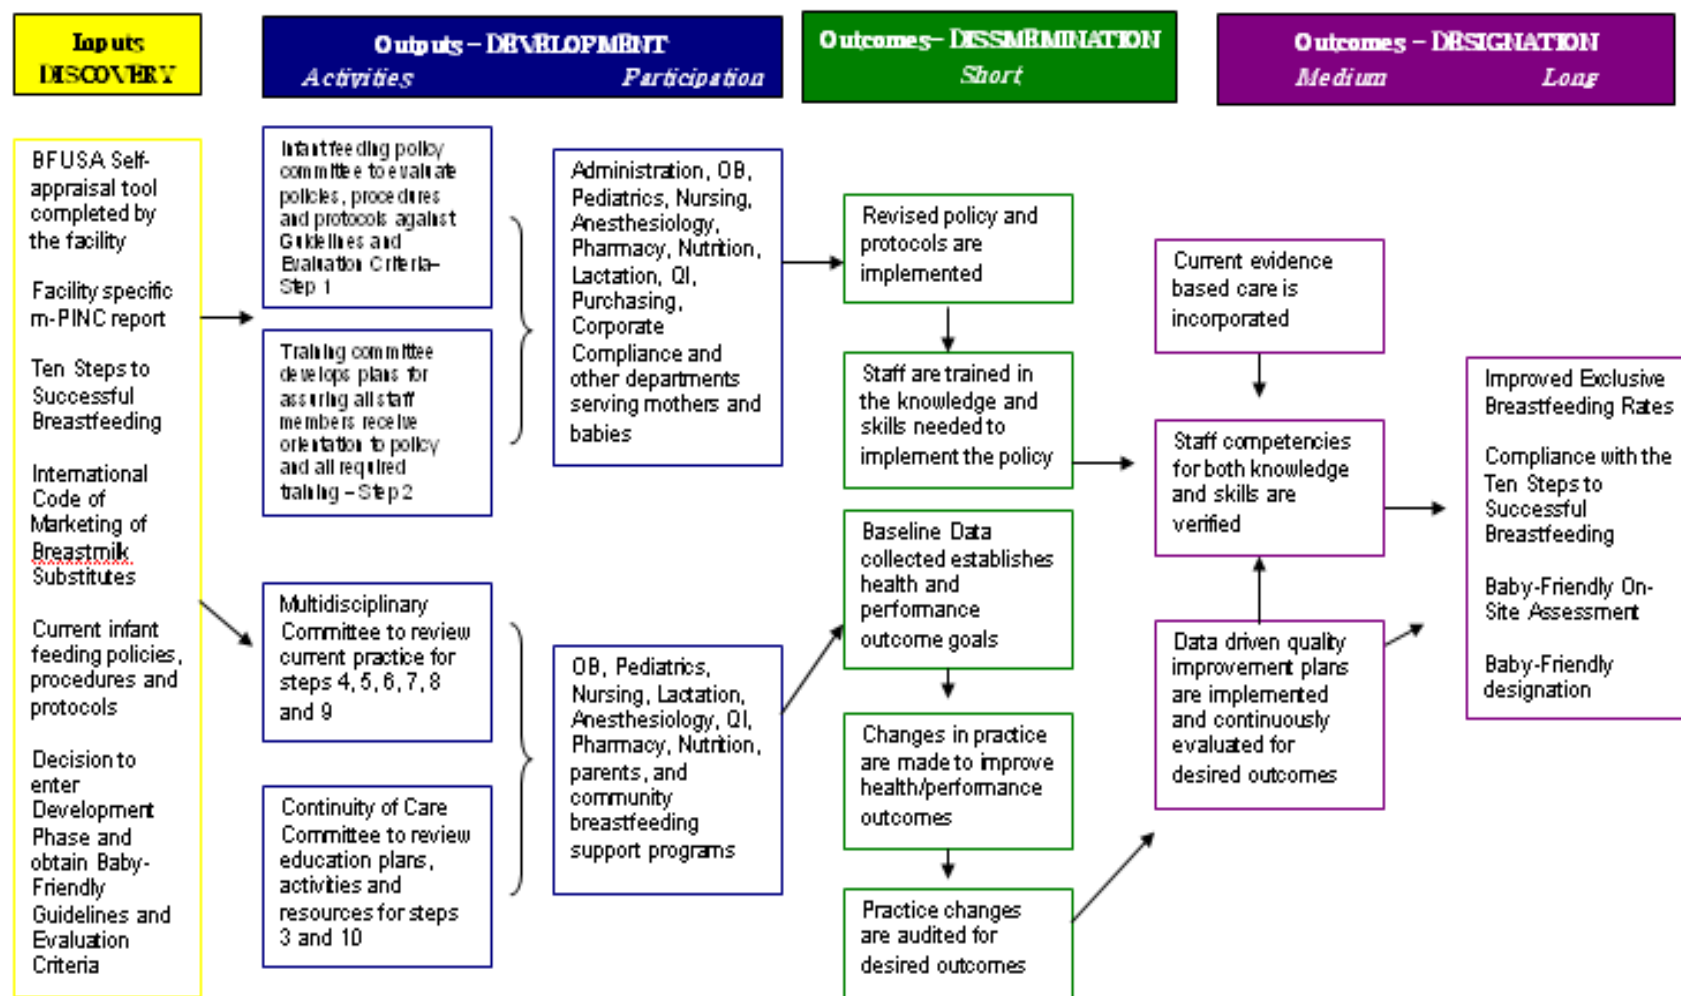 Inputs
DISCOVERY
Outputs – DEVELOPMENT
Activities Participation
Outcomes– DISSMEMINATION
Short
Outcomes – DESIGNATION
Medium Long
BFUSA Self-
appraisal tool
completed by
the facility
Facility specific
m-PINC report
Ten Steps to
Successful
Breastfeeding
International
Code of
Marketing of
Breastmilk
Substitutes
Current infant
feeding policies,
procedures and
protocols
Decision to
enter
Development
Phase and
obtain Baby-
Friendly
Guidelines and
Evaluation
Criteria
Infant feeding policy
committee to evaluate
policies, procedures
and protocols against
Guidelines and
Evaluation Criteria–
Step 1
Training committee
develops plans for
assuring all staff
members receive
orientation to policy
and all required
training – Step 2
Multidisciplinary
Committee to review
current practice for
steps 4, 5, 6, 7, 8
and 9
Continuity of Care
Committee to review
education plans,
activities and
resources for steps
3 and 10
Administration, OB,
Pediatrics, Nursing,
Anesthesiology,
Pharmacy, Nutrition,
Lactation, QI,
Purchasing,
Corporate
Compliance and
other departments
serving mothers and
babies
OB, Pediatrics,
Nursing, Lactation,
Anesthesiology, QI,
Pharmacy, Nutrition,
parents, and
community
breastfeeding
support programs
Revised policy and
protocols are
implemented
Staff are trained in
the knowledge and
skills needed to
implement the policy
Baseline Data
collected establishes
health and
performance
outcome goals
Changes in practice
are made to improve
health/performance
outcomes
Practice changes
are audited for
desired outcomes
Current evidence
based care is
incorporated
Staff competencies
for both knowledge
and skills are
verified
Data driven quality
improvement plans
are implemented
and continuously
evaluated for
desired outcomes
Improved Exclusive
Breastfeeding Rates
Compliance with the
Ten Steps to
Successful
Breastfeeding
Baby-Friendly On-
Site Assessment
Baby-Friendly
designation